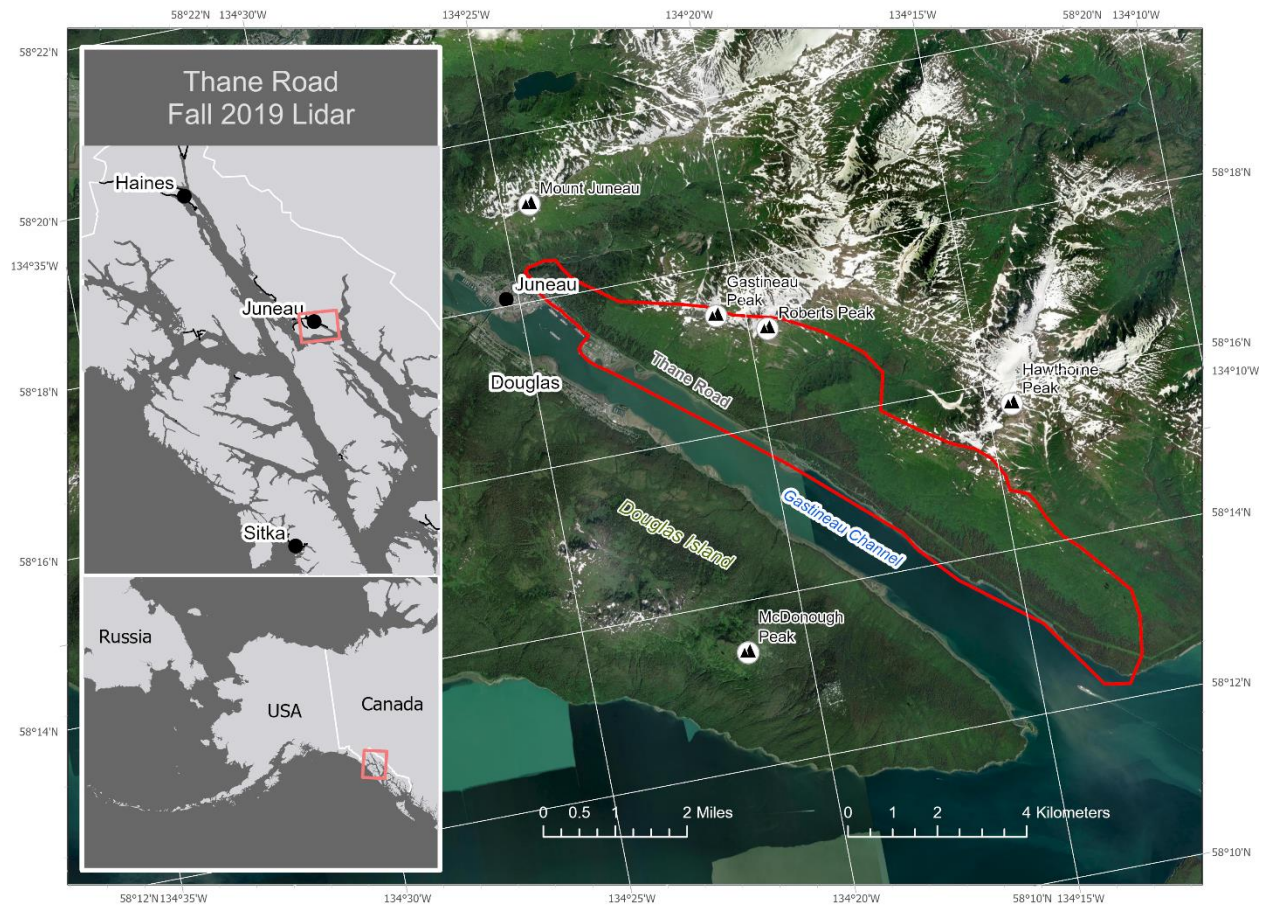 58°22'N 134°30'W
134°25'W
134°20'W
134°15'W
58°20'N 134°10'W
58°22'N
58°20'N
134°35'W
58°18'N
58°16'N
58°14'N
Thane Road
Fall 2019 Lidar
Haines
Juneau
Sitka
Russia
USA
Canada
Mount Juneau
Juneau
Gastineau
Peak
Roberts Peak
Hawthorne
Peak
Thane Road
Douglas
Gastineau Channel
Douglas Island
McDonough
Peak
0 0.5 1 2 Miles
0 1 2 4 Kilometers
58°18'N
58°16'N
134°10'W
58°14'N
58°12'N
58°10'N
58°12'N 134°35'W
134°30'W
134°25'W
134°20'W
58°10'N 134°15'W